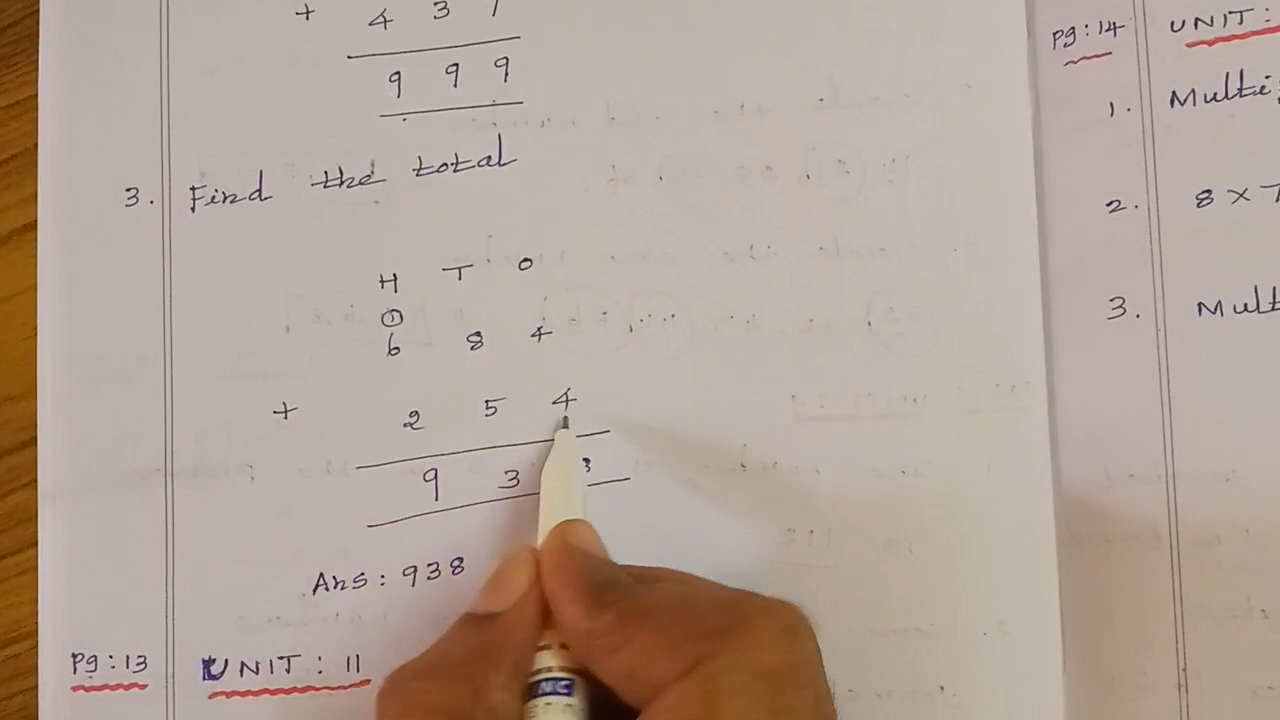 + 4 3 7
9 9 9
3. Find the total
H T O
①
6 8 4
+ 2 5 4
9 3
Ans: 938
Pg:13 UNIT: 11
Pg:14 UNIT:
1. Multi
2. 8 x
3. Mult
NC